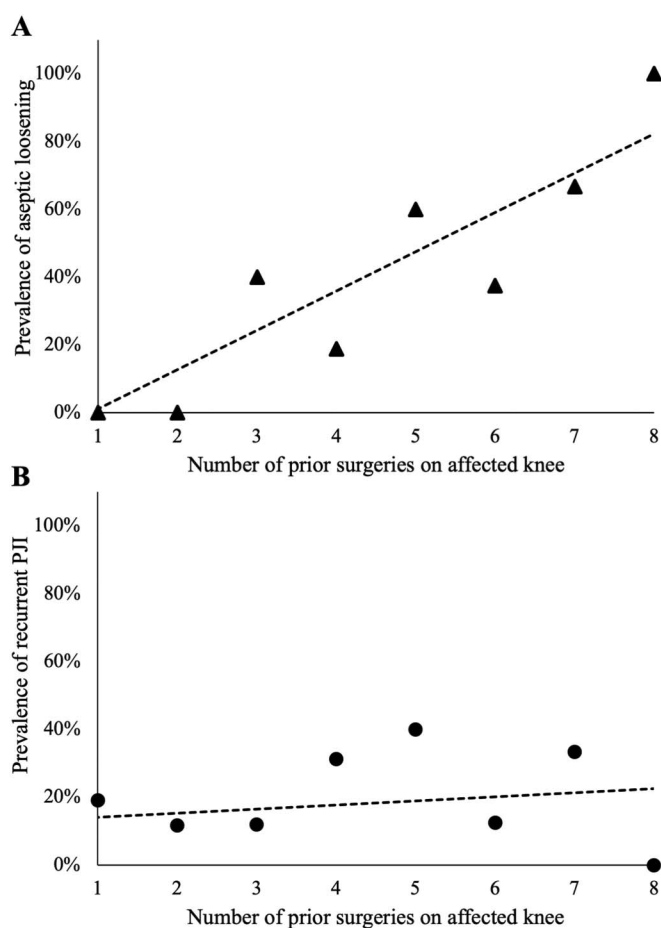 A
Prevalence of aseptic loosening
100%
80%
60%
40%
20%
0%
1 2 3 4 5 6 7 8
Number of prior surgeries on affected knee
B
Prevalence of recurrent PJI
100%
80%
60%
40%
20%
0%
1 2 3 4 5 6 7 8
Number of prior surgeries on affected knee